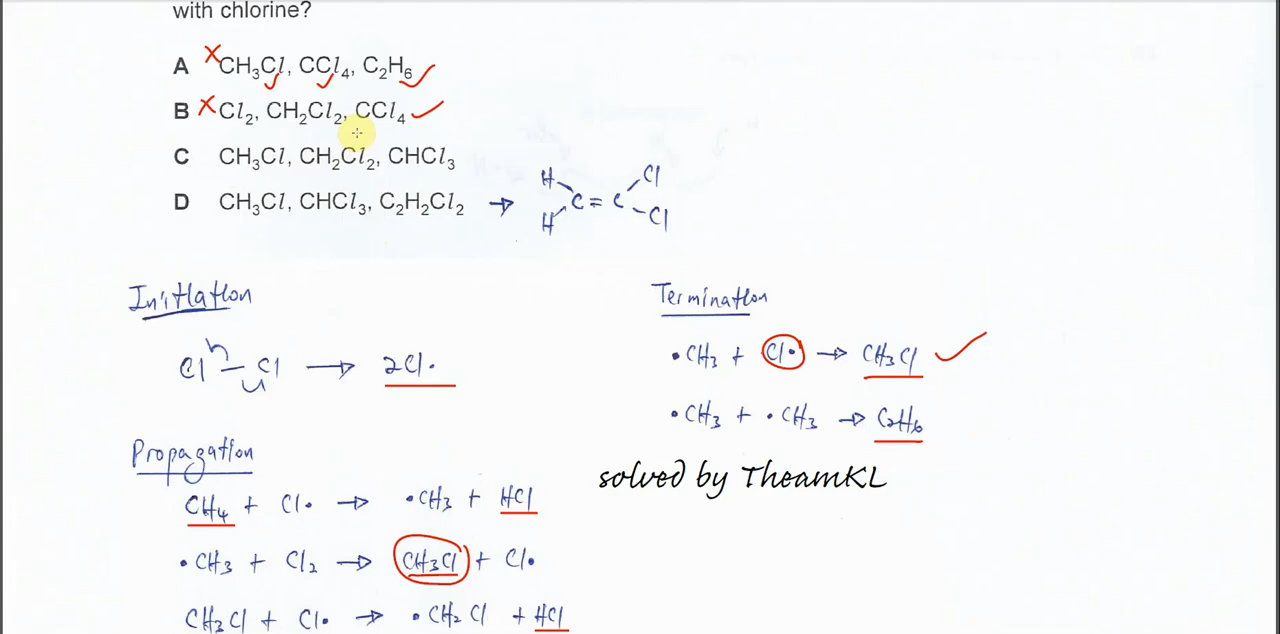 with chlorine?
A CH₃Cl, CCl₄, C₂H₆
B Cl₂, CH₂Cl₂, CCl₄
C CH₃Cl, CH₂Cl₂, CHCl₃
D CH₃Cl, CHCl₃, C₂H₂Cl₂ → H H C = C Cl Cl
Initiation
Cl – Cl → 2Cl•
Propagation
CH₄ + Cl• → •CH₃ + HCl
•CH₃ + Cl₂ → CH₃Cl + Cl•
CH₃Cl + Cl• → •CH₂Cl + HCl
Termination
•CH₃ + Cl• → CH₃Cl
•CH₃ + •CH₃ → C₂H₆
solved by TheamKL